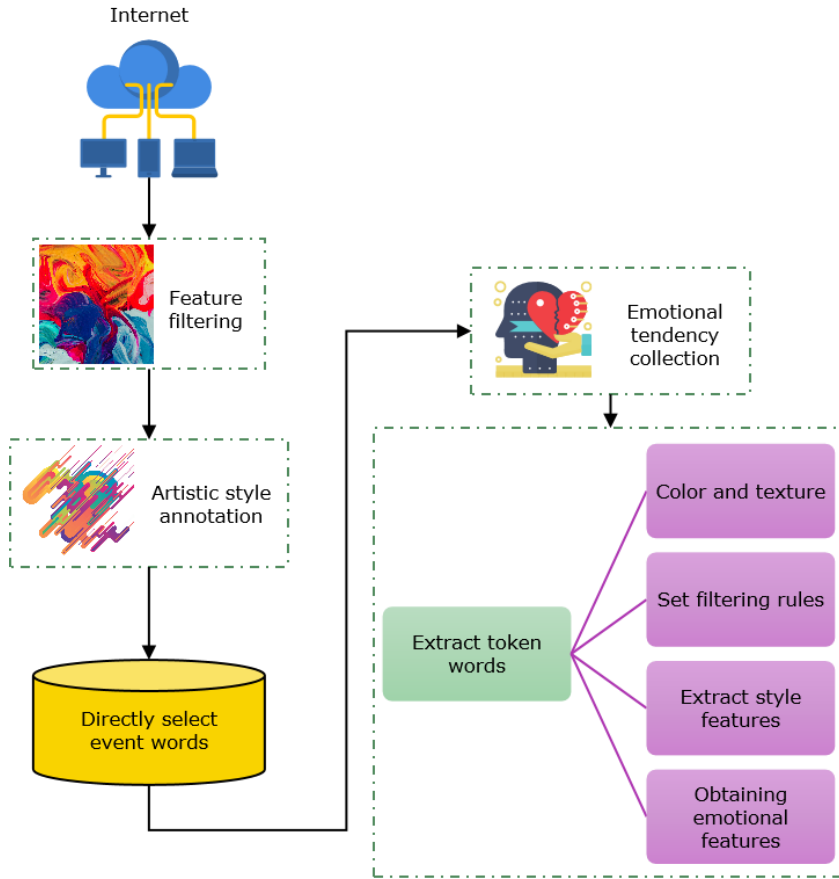 Internet
Feature
filtering
Artistic style
annotation
Directly select
event words
Emotional
tendency
collection
Extract token
words
Color and texture
Set filtering rules
Extract style
features
Obtaining
emotional
features